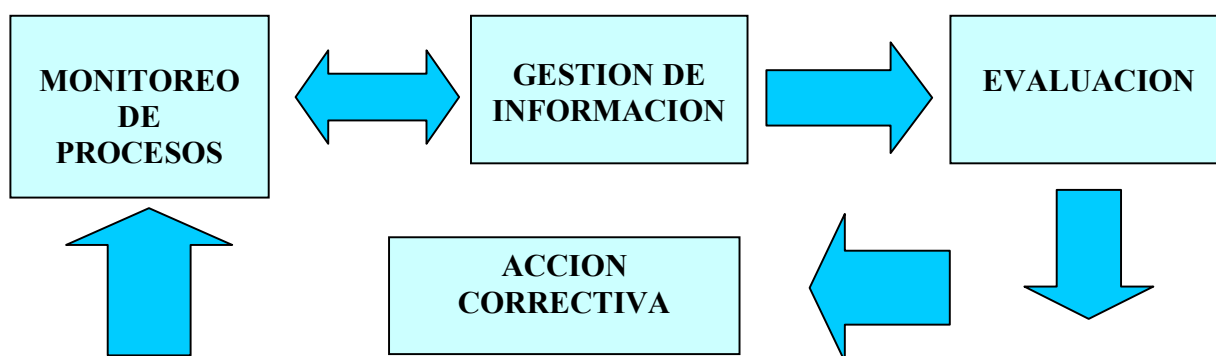 MONITOREO
DE
PROCESOS
GESTION DE
INFORMACION
EVALUACION
ACCION
CORRECTIVA